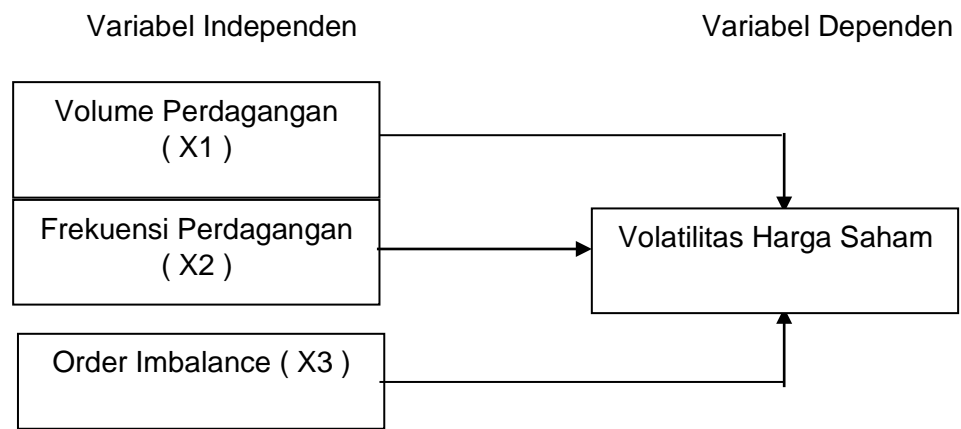 Variabel Independen
Variabel Dependen
Volume Perdagangan
( X1 )
Frekuensi Perdagangan
( X2 )
Volatilitas Harga Saham
Order Imbalance ( X3 )